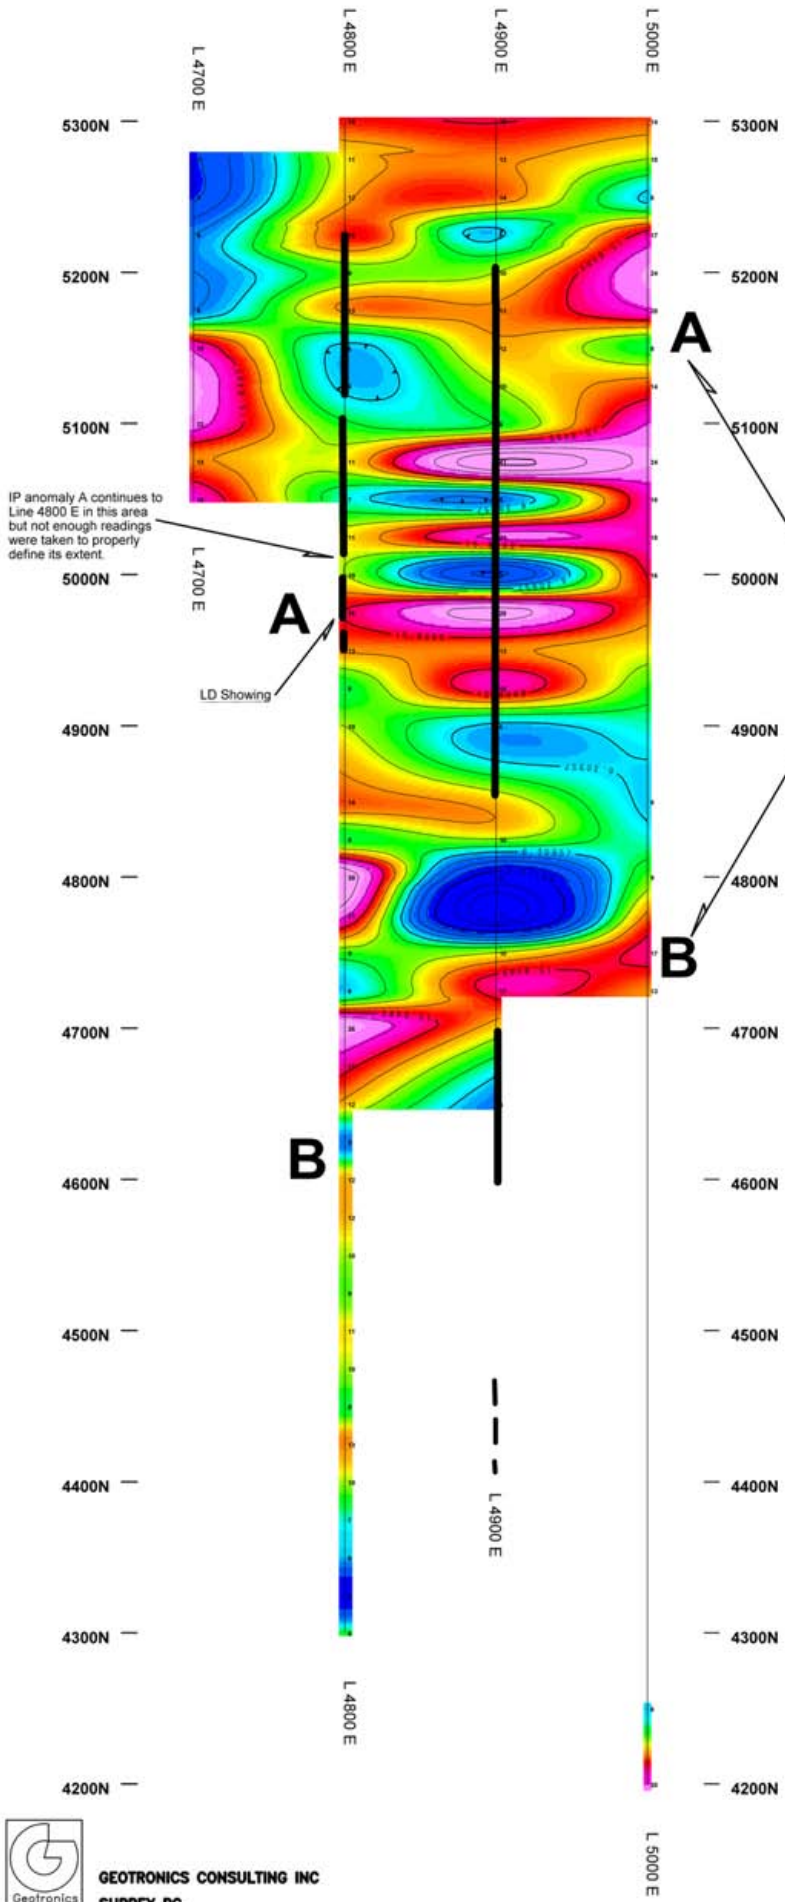 L 4700 E
L 4800 E
L 4900 E
L 5000 E
5300N
5300N
5200N
5200N
A
5100N
5100N
IP anomaly A continues to
Line 4800 E in this area
but not enough readings
were taken to properly
define its extent.
L 4700 E
5000N
5000N
A
LD Showing
4900N
4900N
4800N
4800N
B
4700N
4700N
B
4600N
4600N
4500N
4500N
4400N
4400N
L 4900 E
4300N
4300N
L 4800 E
4200N
4200N
L 5000 E
Geotronics
GEOTRONICS CONSULTING INC
SURREY BC